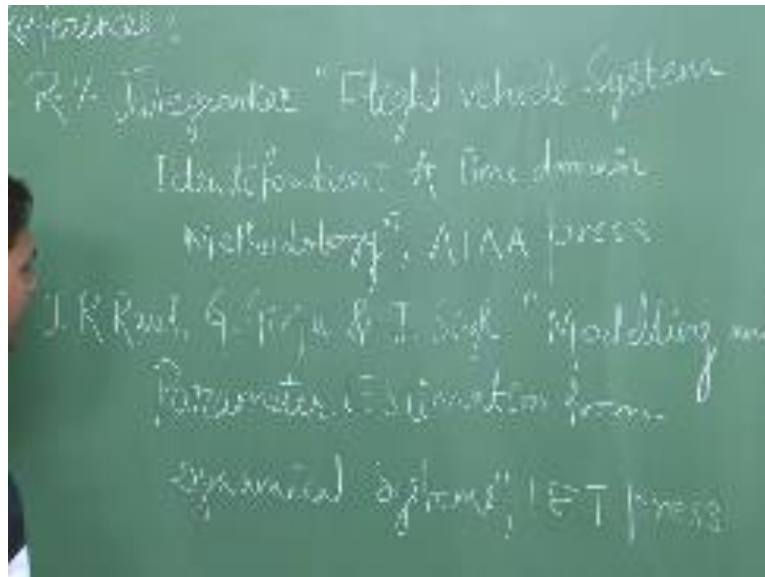 References:
R.V. Jategaonkar "Flight vehicle System
Identification: A Time domain
Methodology", AIAA press
J. R Raol, G. Girija & J. Singh "Modelling
Parameter Estimation from
dynamical systems", IET press